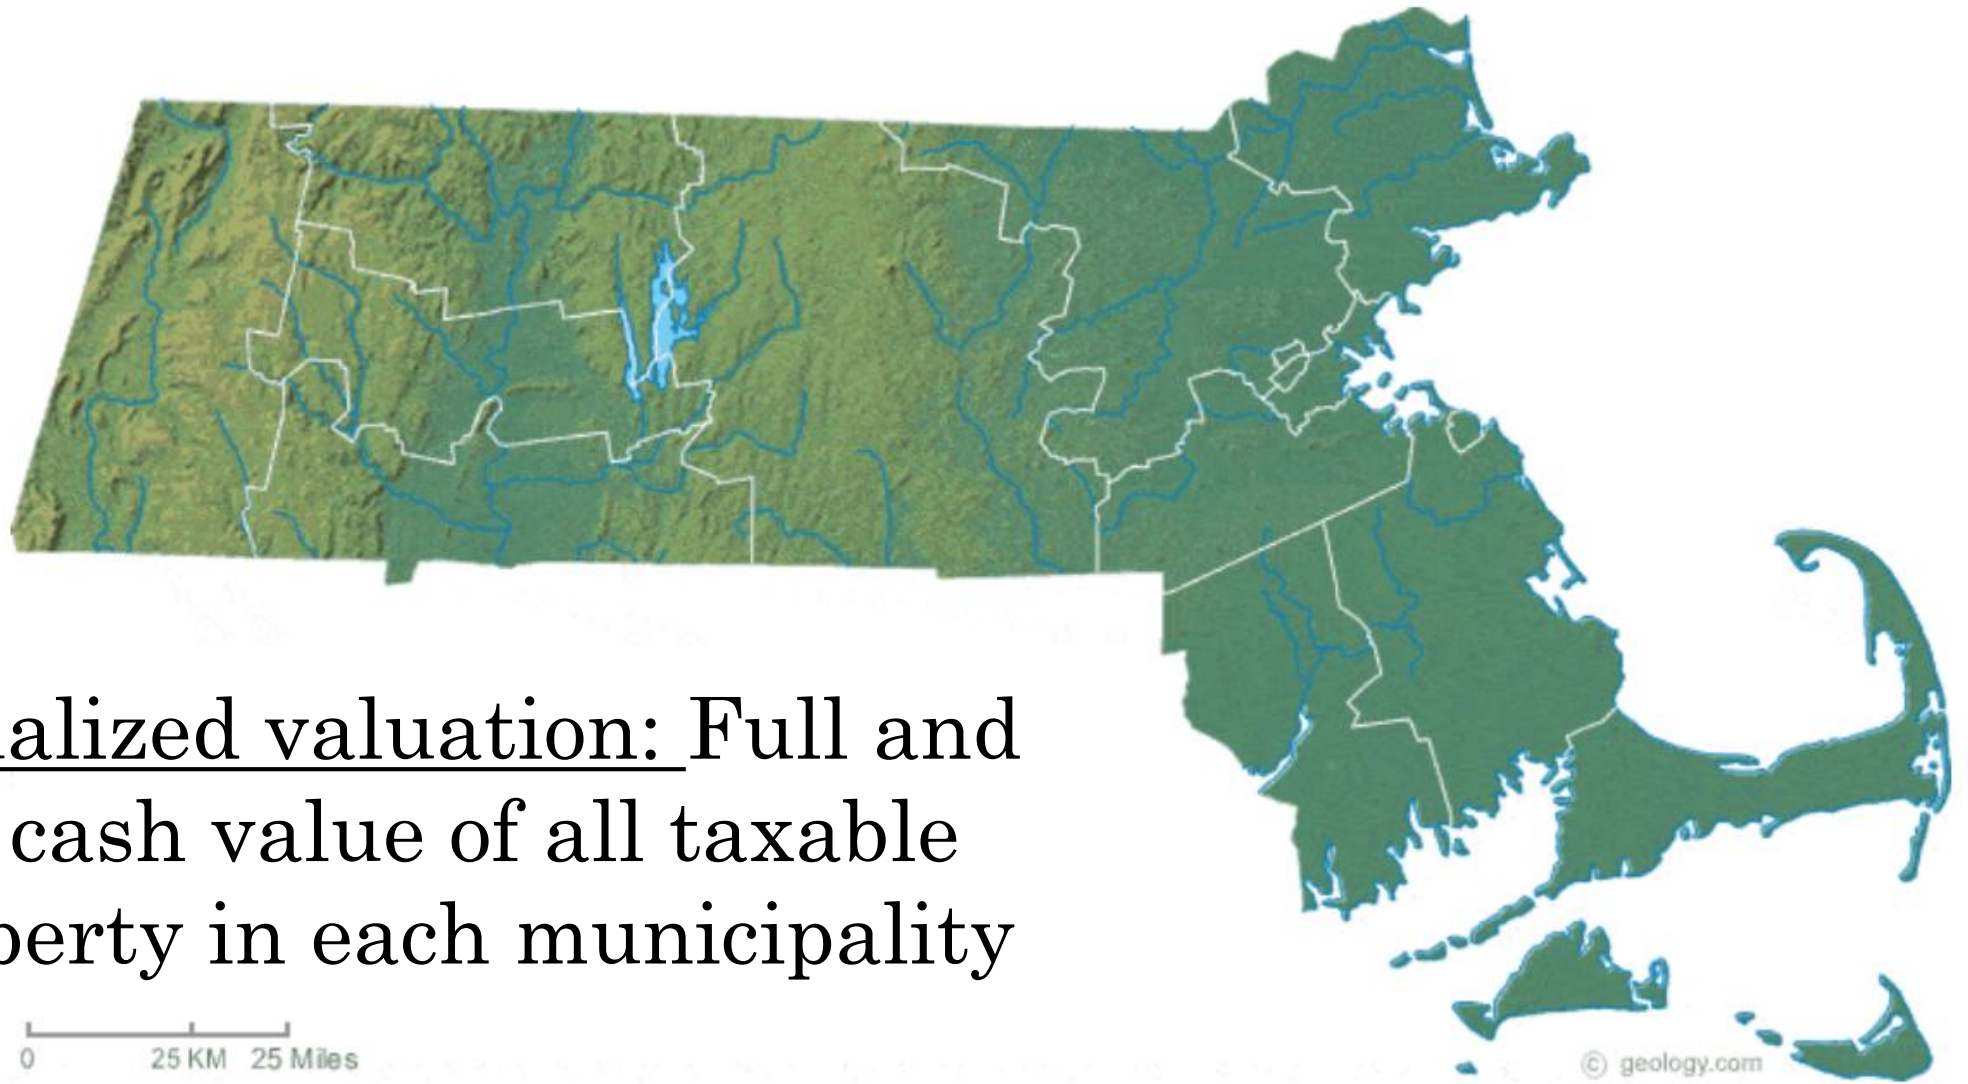 alized valuation: Full and
cash value of all taxable
perty in each municipality
0 25 KM 25 Miles
© geology.com